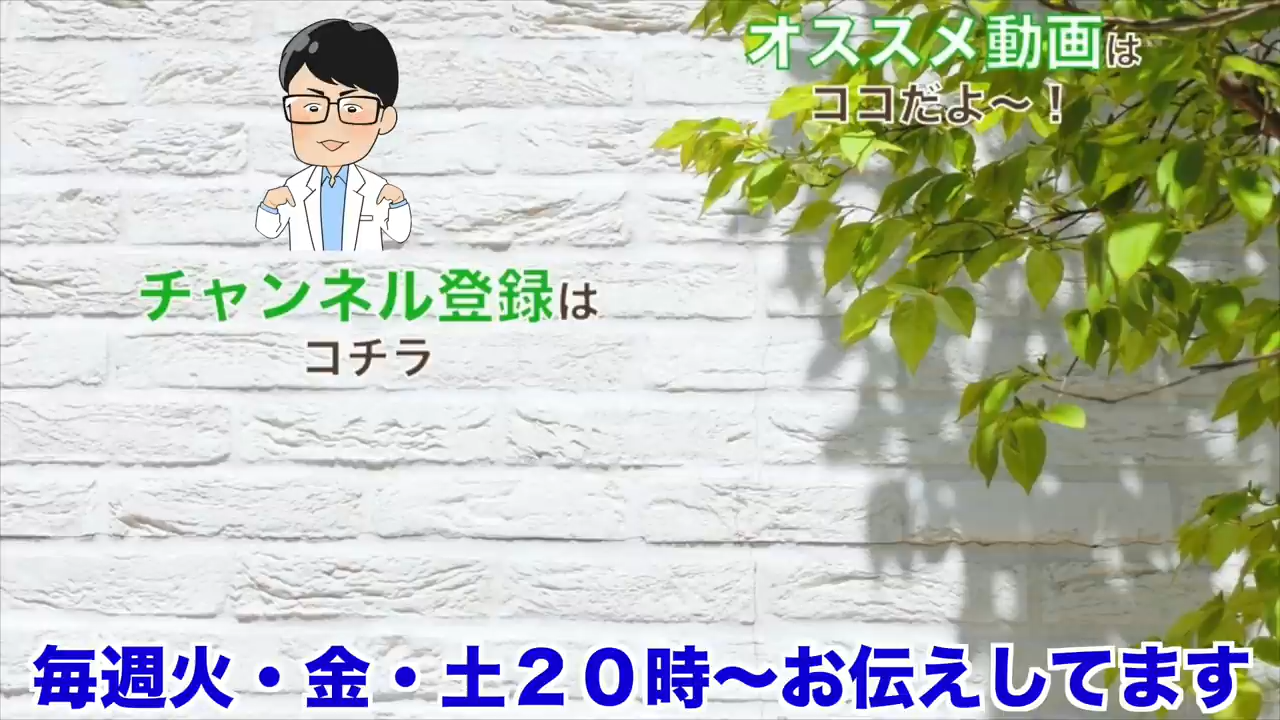 オススメ動画は
ココだよ～！
チャンネル登録は
コチラ
毎週火・金・土２０時～お伝えしてます